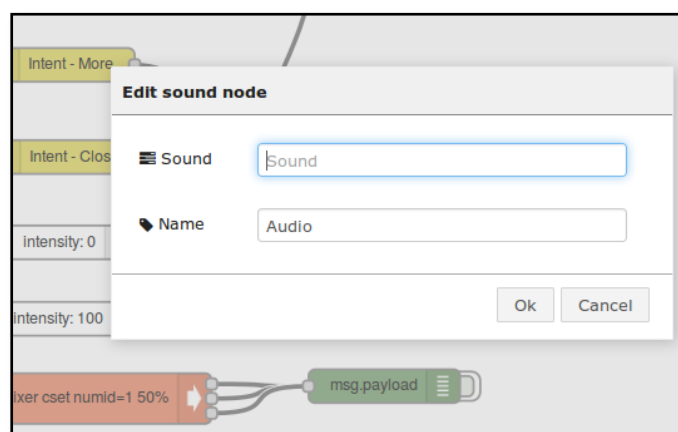 Intent - More
Edit sound node
Sound
Sound
Intent - Clos
Name
Audio
intensity: 0
Ok
Cancel
intensity: 100
ixer cset numid=1 50%
msg.payload